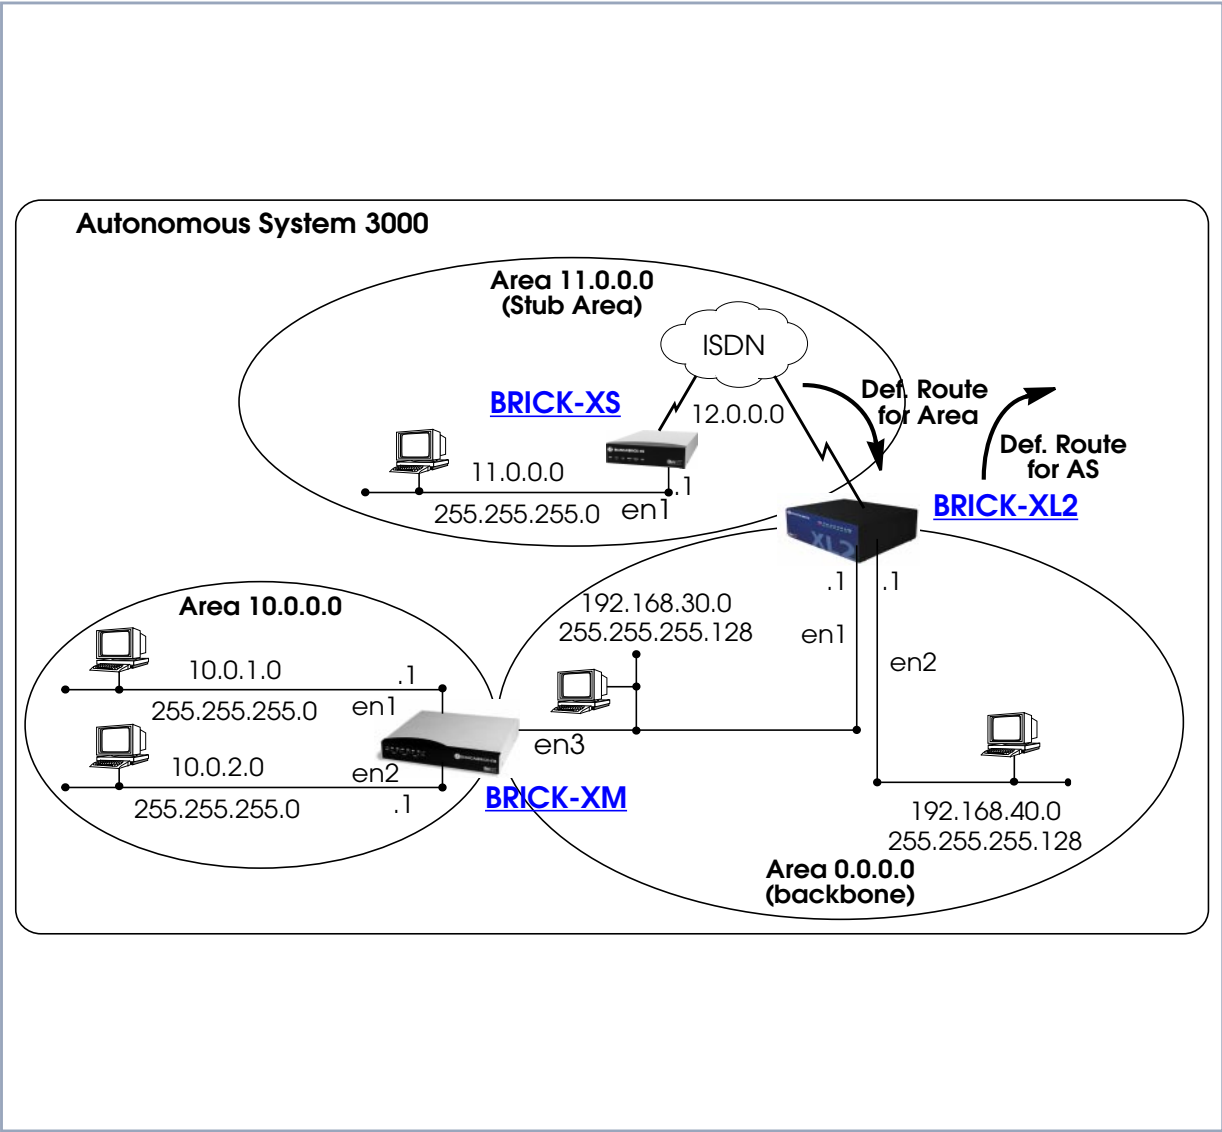 Autonomous System 3000
Area 11.0.0.0
(Stub Area)
ISDN
BRICK-XS
12.0.0.0
Def. Route
for Area
Def. Route
for AS
11.0.0.0
.1
255.255.255.0
en1
BRICK-XL2
XL2
.1
.1
Area 10.0.0.0
192.168.30.0
255.255.255.128
en1
en2
10.0.1.0
.1
255.255.255.0
en1
en3
10.0.2.0
en2
255.255.255.0
.1
BRICK-XM
192.168.40.0
255.255.255.128
Area 0.0.0.0
(backbone)